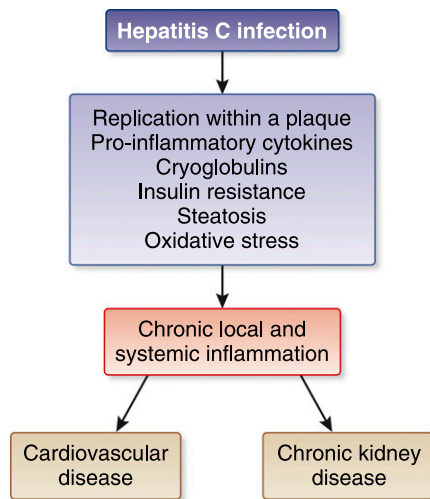 Hepatitis C infection
Replication within a plaque
Pro-inflammatory cytokines
Cryoglobulins
Insulin resistance
Steatosis
Oxidative stress
Chronic local and
systemic inflammation
Cardiovascular
disease
Chronic kidney
disease